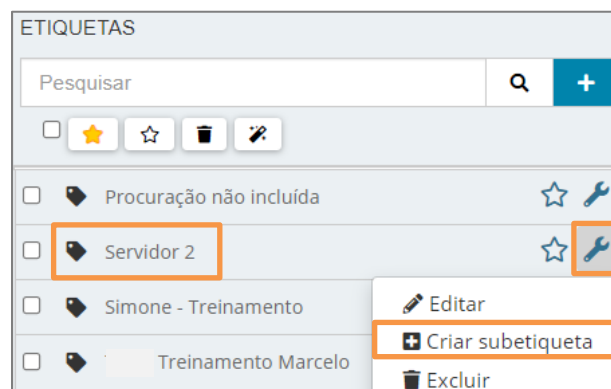 ETIQUETAS
Pesquisar
Procuração não incluída
Servidor 2
Simone - Treinamento
Editar
Criar subetiqueta
Treinamento Marcelo
Excluir